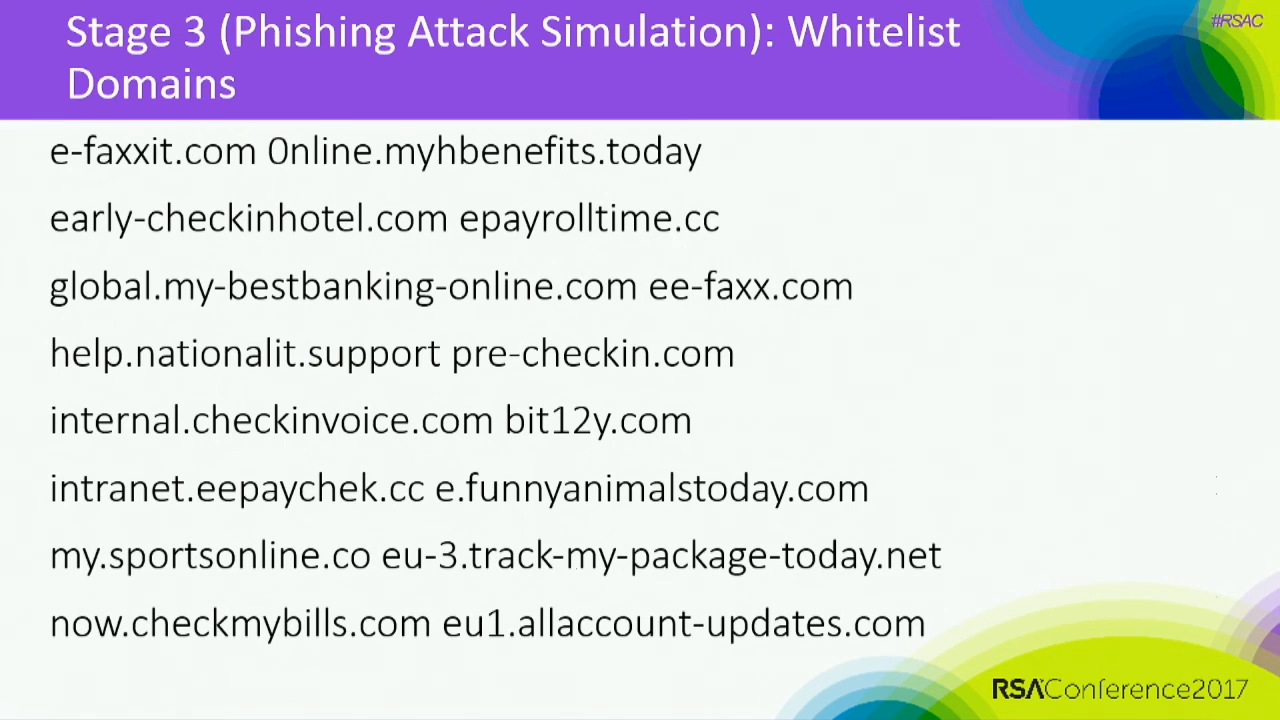 Stage 3 (Phishing Attack Simulation): Whitelist
Domains
#RSAC
e-faxxit.com 0nline.myhbenefits.today
early-checkinhotel.com epayrolltime.cc
global.my-bestbanking-online.com ee-faxx.com
help.nationalit.support pre-checkin.com
internal.checkinvoice.com bit12y.com
intranet.eepaychek.cc e.funnyanimalstoday.com
my.sportsonline.co eu-3.track-my-package-today.net
now.checkmybills.com eu1.allaccount-updates.com
RSAConference2017